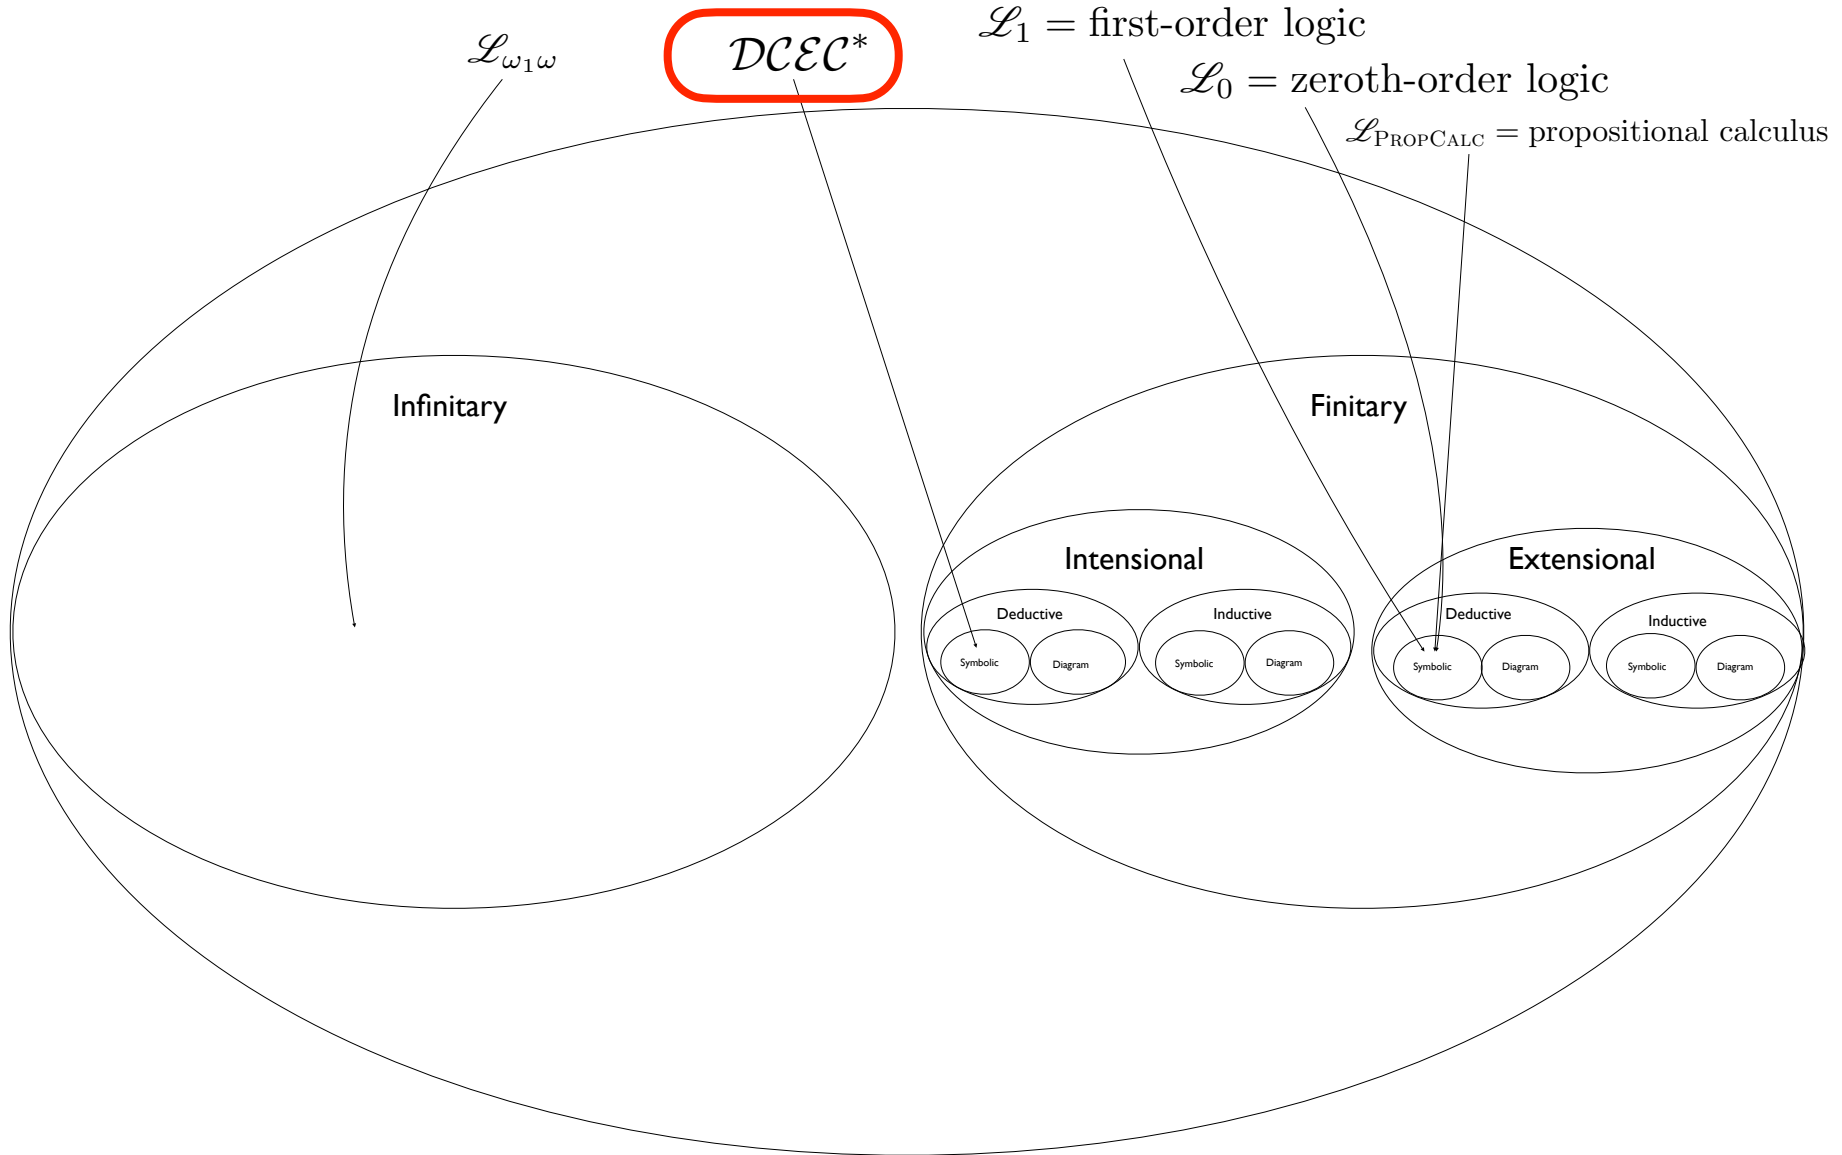 ℒ₁ = first-order logic
ℒω₁ω
𝒟𝒞ℰ𝒞*
ℒ₀ = zeroth-order logic
ℒPROPCALC = propositional calculus
Infinitary
Finitary
Intensional
Extensional
Deductive
Inductive
Deductive
Inductive
Symbolic
Diagram
Symbolic
Diagram
Symbolic
Diagram
Symbolic
Diagram